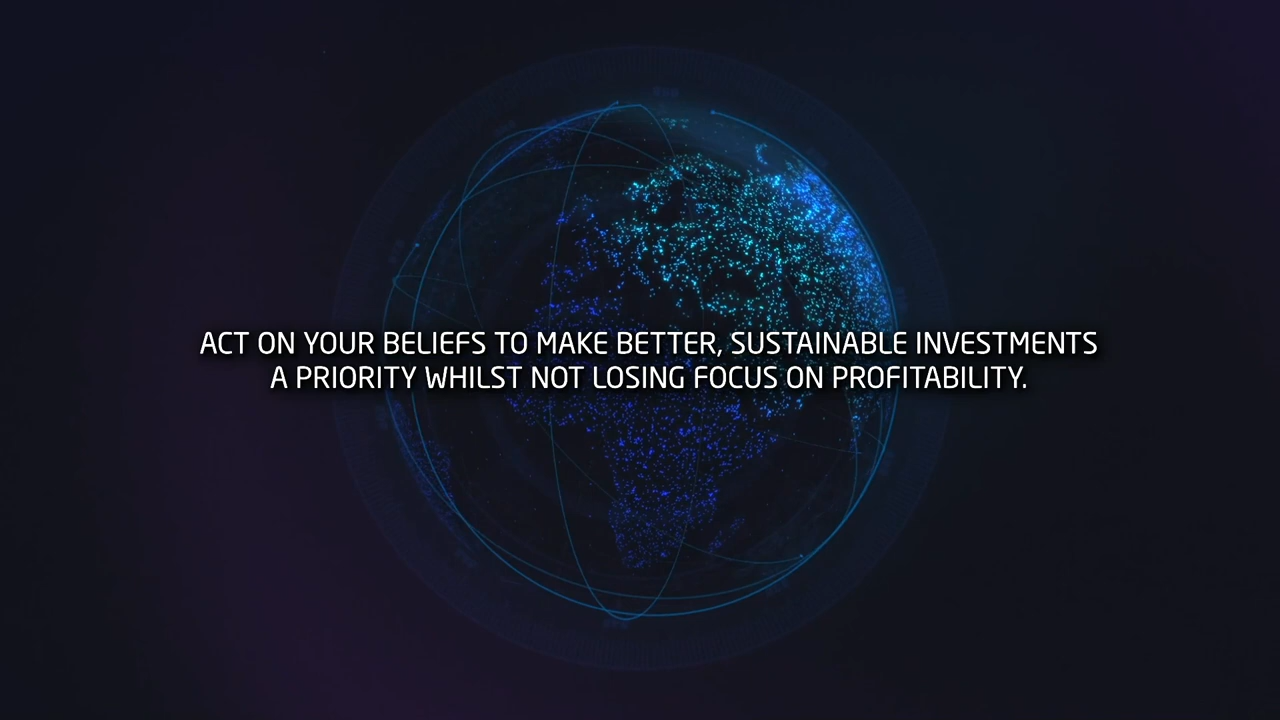 ACT ON YOUR BELIEFS TO MAKE BETTER, SUSTAINABLE INVESTMENTS
A PRIORITY WHILST NOT LOSING FOCUS ON PROFITABILITY.